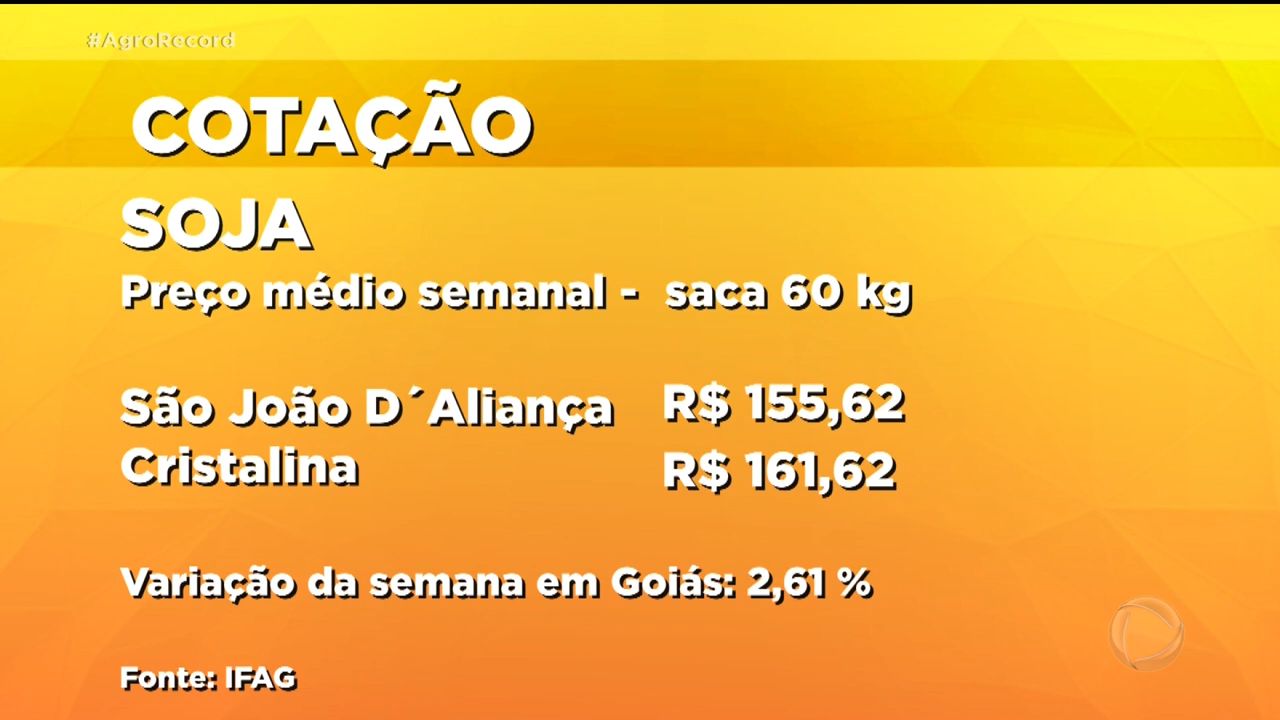 #AgroRecord
COTAÇÃO
SOJA
Preço médio semanal - saca 60 kg
São João D´Aliança R$ 155,62
Cristalina R$ 161,62
Variação da semana em Goiás: 2,61 %
Fonte: IFAG